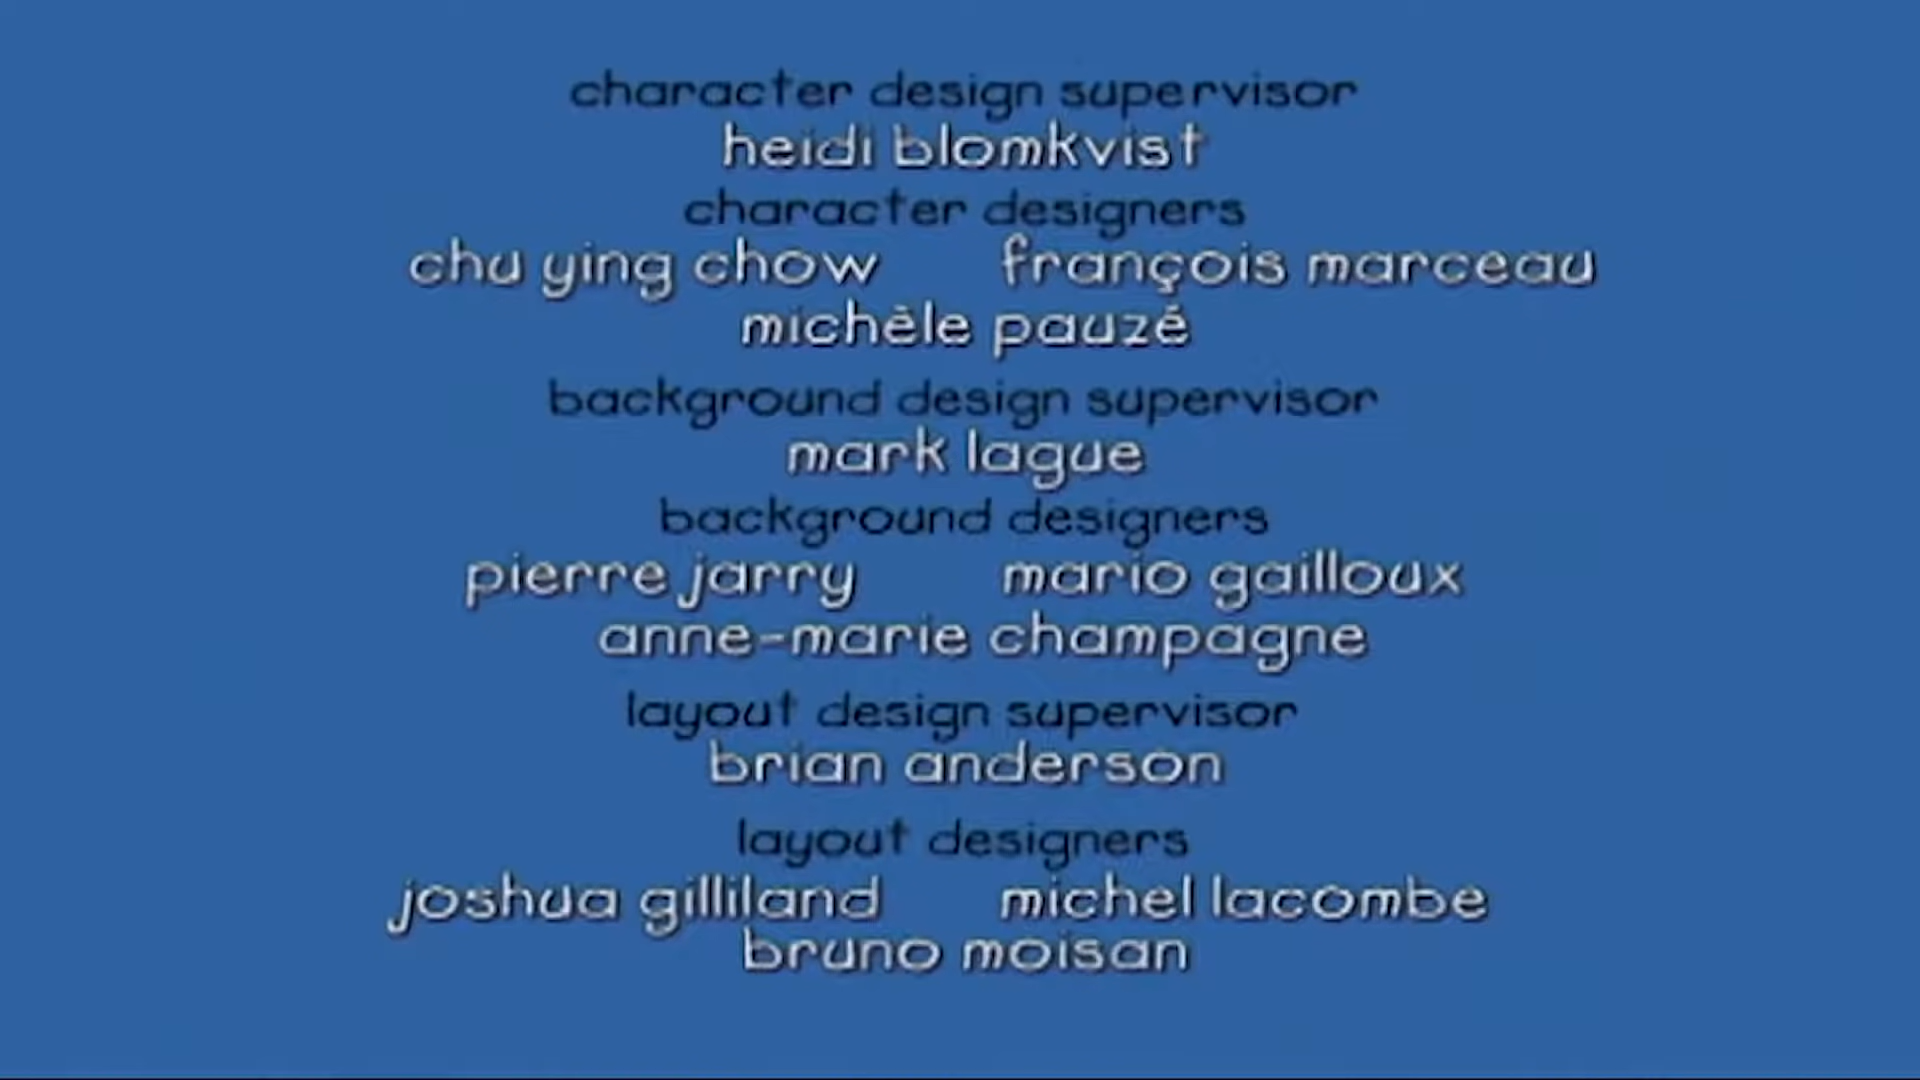 character design supervisor
heidi blomkvist
character designers
chu ying chow françois marceau
michèle pauzé
background design supervisor
mark lague
background designers
pierre jarry mario gailloux
anne-marie champagne
layout design supervisor
brian anderson
layout designers
joshua gilliland michel lacombe
bruno moisan